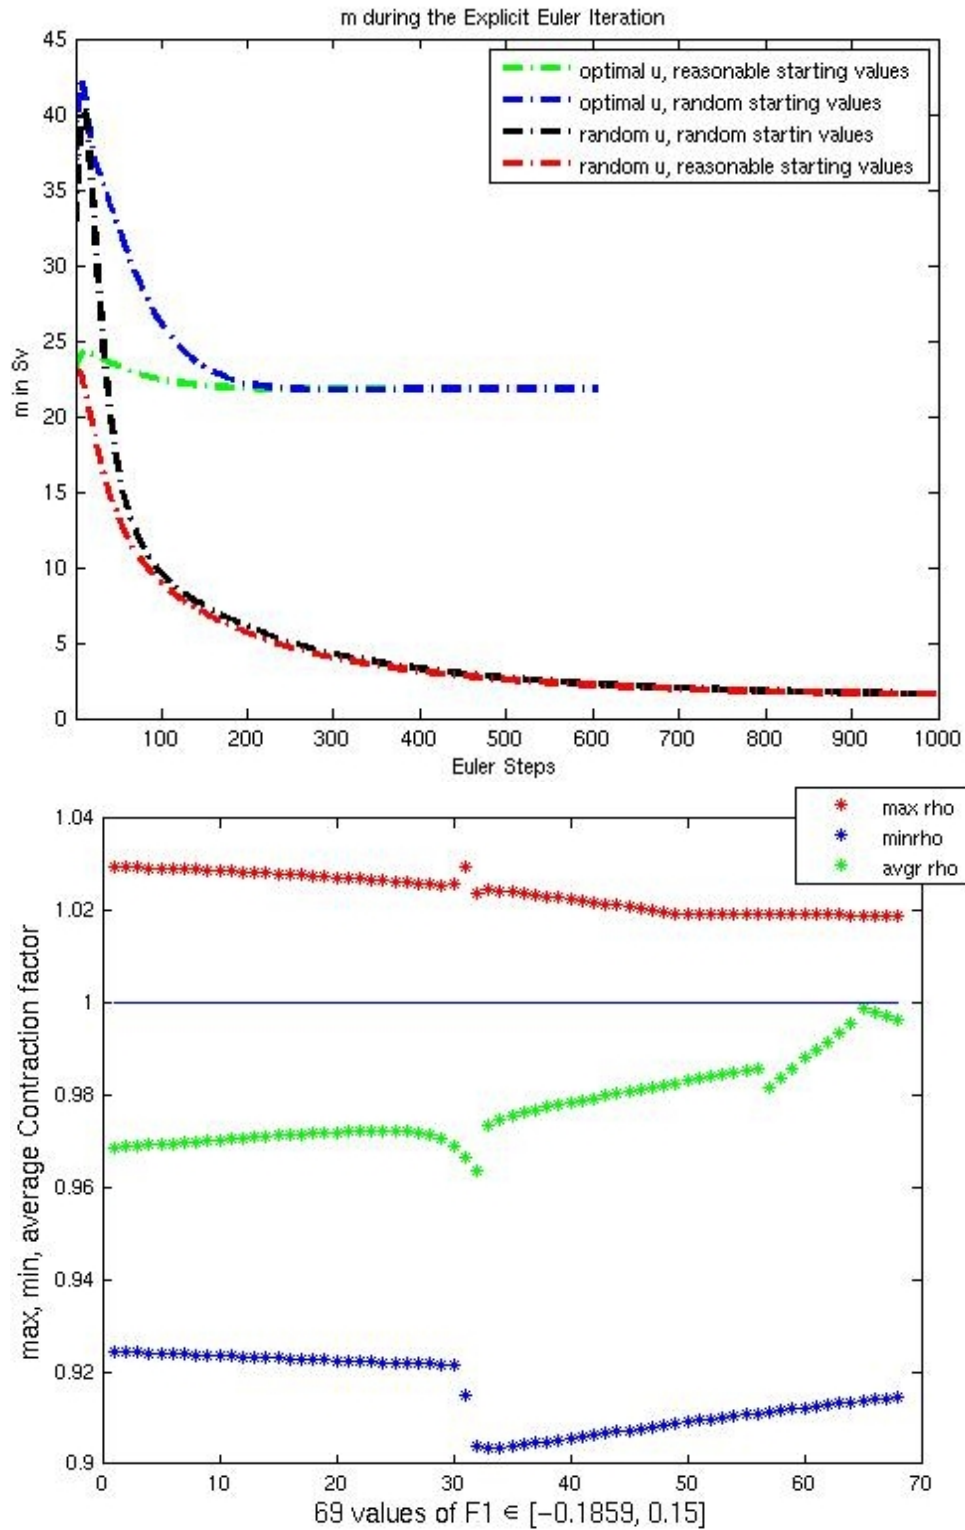 m during the Explicit Euler Iteration
45
40
35
30
25
20
15
10
5
0
m in Sv
optimal u, reasonable starting values
optimal u, random starting values
random u, random startin values
random u, reasonable starting values
100 200 300 400 500 600 700 800 900 1000
Euler Steps
max rho
minrho
avgr rho
1.04
1.02
1
0.98
0.96
0.94
0.92
0.9
max, min, average Contraction factor
0 10 20 30 40 50 60 70
69 values of F1 ∈ [−0.1859, 0.15]